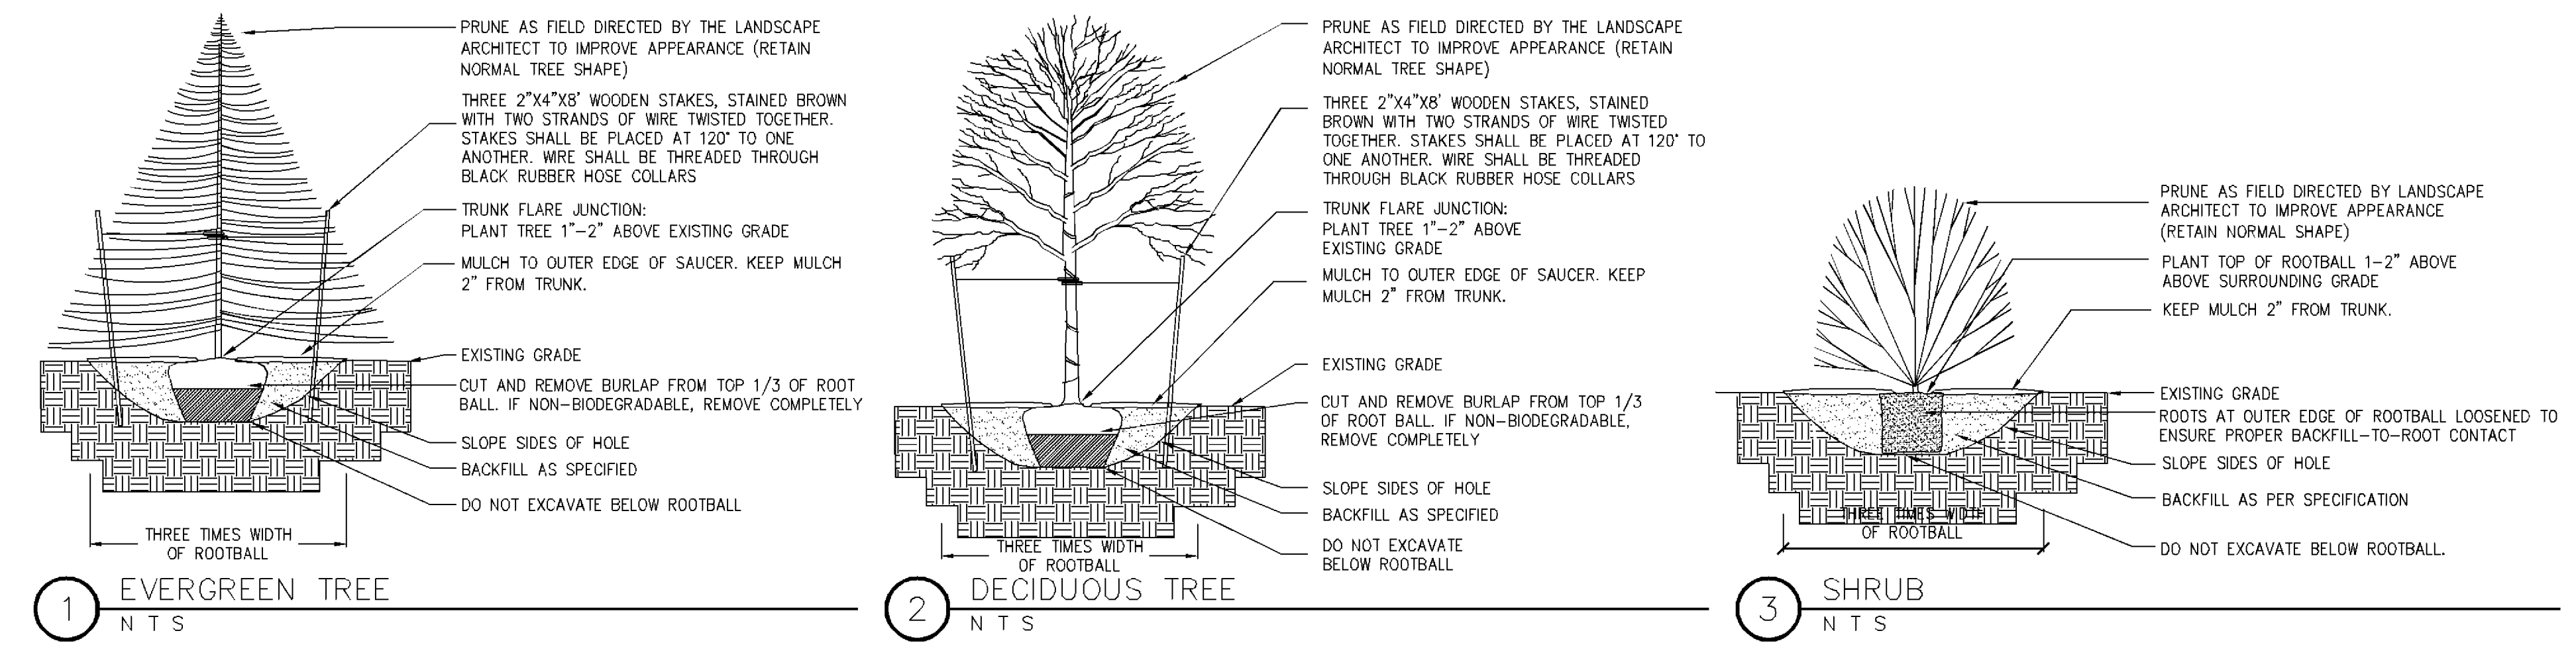 PRUNE AS FIELD DIRECTED BY THE LANDSCAPE
ARCHITECT TO IMPROVE APPEARANCE (RETAIN
NORMAL TREE SHAPE)
THREE 2"X4"X8' WOODEN STAKES, STAINED BROWN
WITH TWO STRANDS OF WIRE TWISTED TOGETHER.
STAKES SHALL BE PLACED AT 120° TO ONE
ANOTHER. WIRE SHALL BE THREADED THROUGH
BLACK RUBBER HOSE COLLARS
TRUNK FLARE JUNCTION:
PLANT TREE 1"-2" ABOVE EXISTING GRADE
MULCH TO OUTER EDGE OF SAUCER. KEEP MULCH
2" FROM TRUNK.
EXISTING GRADE
CUT AND REMOVE BURLAP FROM TOP 1/3 OF ROOT
BALL. IF NON-BIODEGRADABLE, REMOVE COMPLETELY
SLOPE SIDES OF HOLE
BACKFILL AS SPECIFIED
DO NOT EXCAVATE BELOW ROOTBALL
THREE TIMES WIDTH
OF ROOTBALL
1
EVERGREEN TREE
NTS
PRUNE AS FIELD DIRECTED BY THE LANDSCAPE
ARCHITECT TO IMPROVE APPEARANCE (RETAIN
NORMAL TREE SHAPE)
THREE 2"X4"X8' WOODEN STAKES, STAINED
BROWN WITH TWO STRANDS OF WIRE TWISTED
TOGETHER. STAKES SHALL BE PLACED AT 120° TO
ONE ANOTHER. WIRE SHALL BE THREADED
THROUGH BLACK RUBBER HOSE COLLARS
TRUNK FLARE JUNCTION:
PLANT TREE 1"-2" ABOVE
EXISTING GRADE
MULCH TO OUTER EDGE OF SAUCER. KEEP
MULCH 2" FROM TRUNK.
EXISTING GRADE
CUT AND REMOVE BURLAP FROM TOP 1/3
OF ROOT BALL. IF NON-BIODEGRADABLE,
REMOVE COMPLETELY
SLOPE SIDES OF HOLE
BACKFILL AS SPECIFIED
DO NOT EXCAVATE
BELOW ROOTBALL
THREE TIMES WIDTH
OF ROOTBALL
2
DECIDUOUS TREE
NTS
PRUNE AS FIELD DIRECTED BY LANDSCAPE
ARCHITECT TO IMPROVE APPEARANCE
(RETAIN NORMAL SHAPE)
PLANT TOP OF ROOTBALL 1-2" ABOVE
ABOVE SURROUNDING GRADE
KEEP MULCH 2" FROM TRUNK.
EXISTING GRADE
ROOTS AT OUTER EDGE OF ROOTBALL LOOSENED TO
ENSURE PROPER BACKFILL-TO-ROOT CONTACT
SLOPE SIDES OF HOLE
BACKFILL AS PER SPECIFICATION
DO NOT EXCAVATE BELOW ROOTBALL.
THREE TIMES WIDTH
OF ROOTBALL
3
SHRUB
NTS